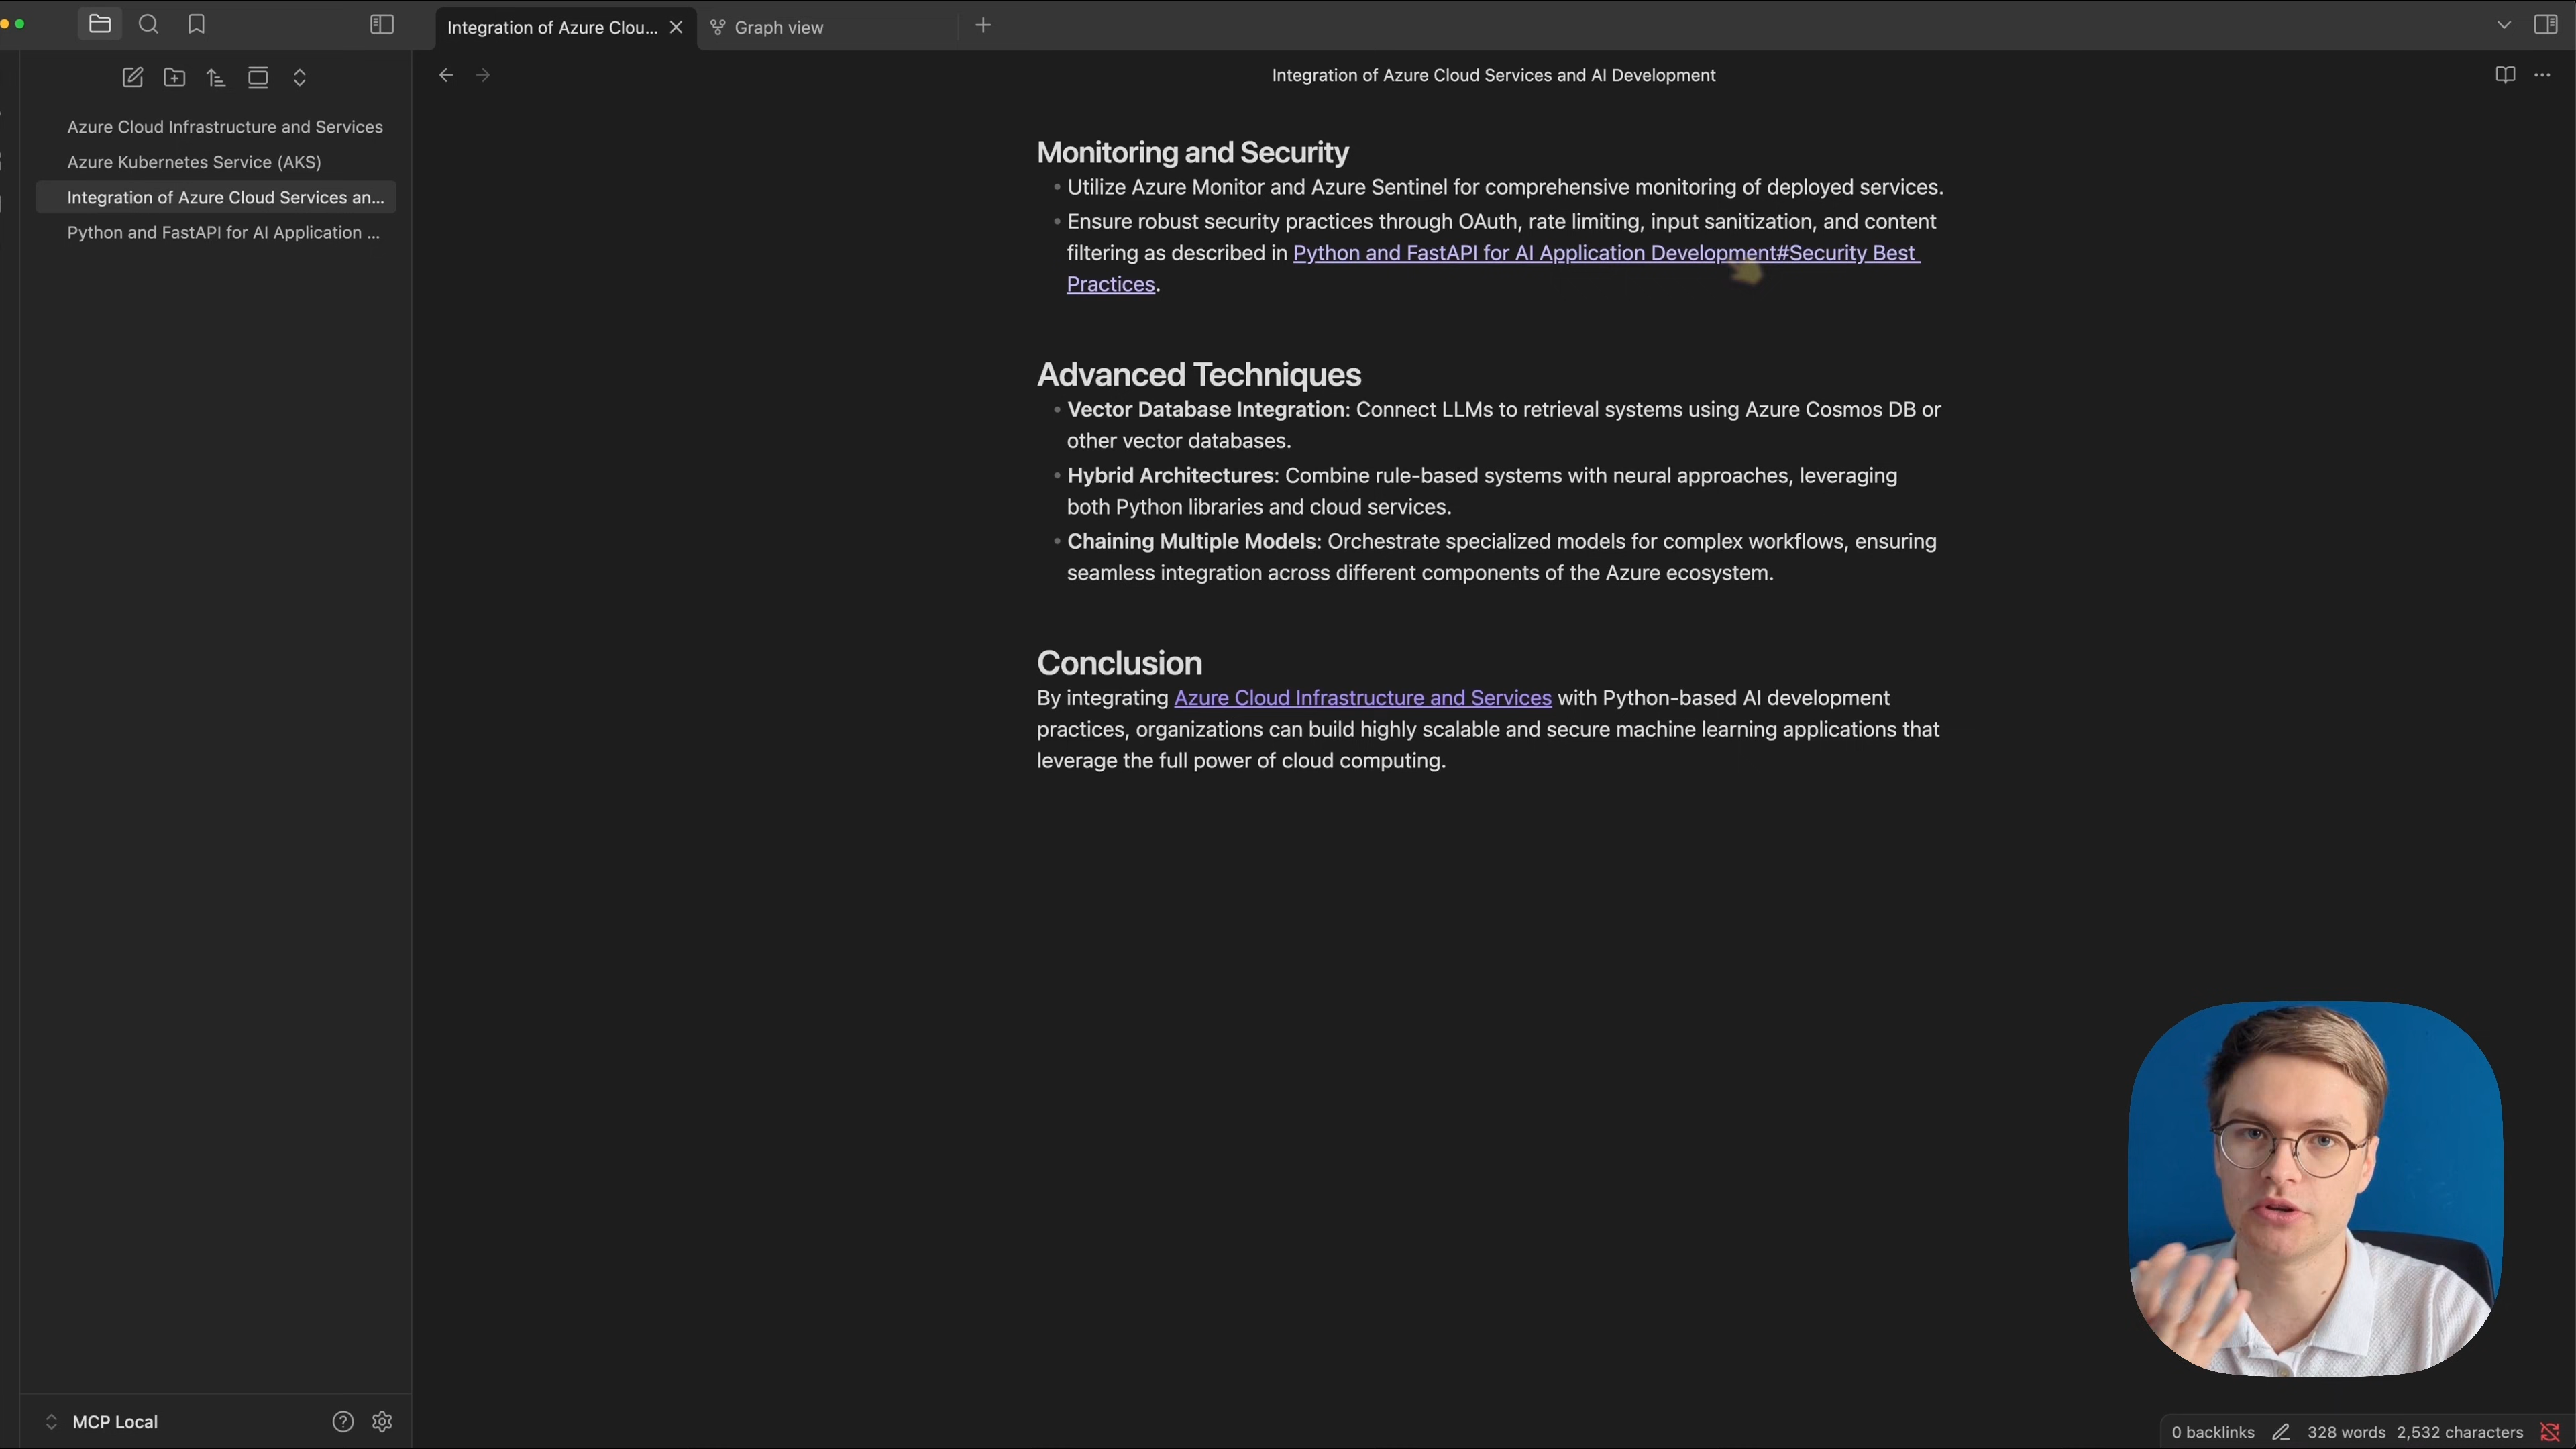 Integration of Azure Clou...
Graph view
Integration of Azure Cloud Services and AI Development
Azure Cloud Infrastructure and Services
Azure Kubernetes Service (AKS)
Integration of Azure Cloud Services an...
Python and FastAPI for AI Application ...
Monitoring and Security
Utilize Azure Monitor and Azure Sentinel for comprehensive monitoring of deployed services.
Ensure robust security practices through OAuth, rate limiting, input sanitization, and content
filtering as described in Python and FastAPI for AI Application Development#Security Best
Practices.
Advanced Techniques
Vector Database Integration: Connect LLMs to retrieval systems using Azure Cosmos DB or
other vector databases.
Hybrid Architectures: Combine rule-based systems with neural approaches, leveraging
both Python libraries and cloud services.
Chaining Multiple Models: Orchestrate specialized models for complex workflows, ensuring
seamless integration across different components of the Azure ecosystem.
Conclusion
By integrating Azure Cloud Infrastructure and Services with Python-based AI development
practices, organizations can build highly scalable and secure machine learning applications that
leverage the full power of cloud computing.
MCP Local
0 backlinks 328 words 2,532 characters